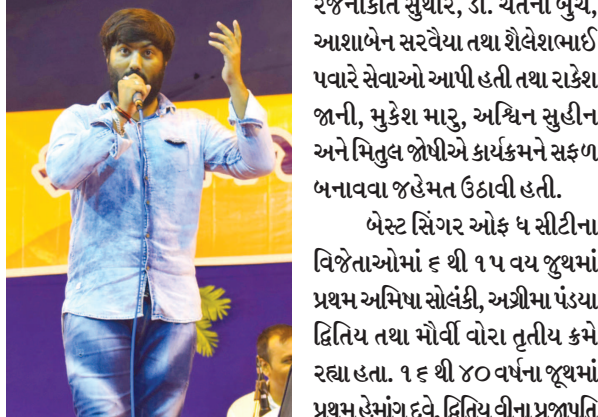 રજનીકાંત સુથાર, ડૉ. ચેતના બુચ,
આશાબેન સરવૈયા તથા શૈલેશભાઈ
પવારે સેવાઓ આપી હતી તથા રાકેશ
જાની, મુકેશ મારુ, અશ્વિન સુહીન
અને મિતુલ જોષીએ કાર્યક્રમને સફળ
બનાવવા જહેમત ઉઠાવી હતી.
બેસ્ટ સિંગર ઓફ ધ સીટીના
વિજેતાઓમાં ૬ થી ૧૫ વય જુથમાં
પ્રથમ અમિષા સોલંકી, અગ્રીમા પંડયા
દ્વિતિય તથા મૌર્વી વોરા તૃતીય ક્રમે
રહ્યા હતા. ૧૬ થી ૪૦ વર્ષના જૂથમાં
પ્રથમ હેમાંગ દવે, દ્વિતિય વીના પ્રજાપતિ